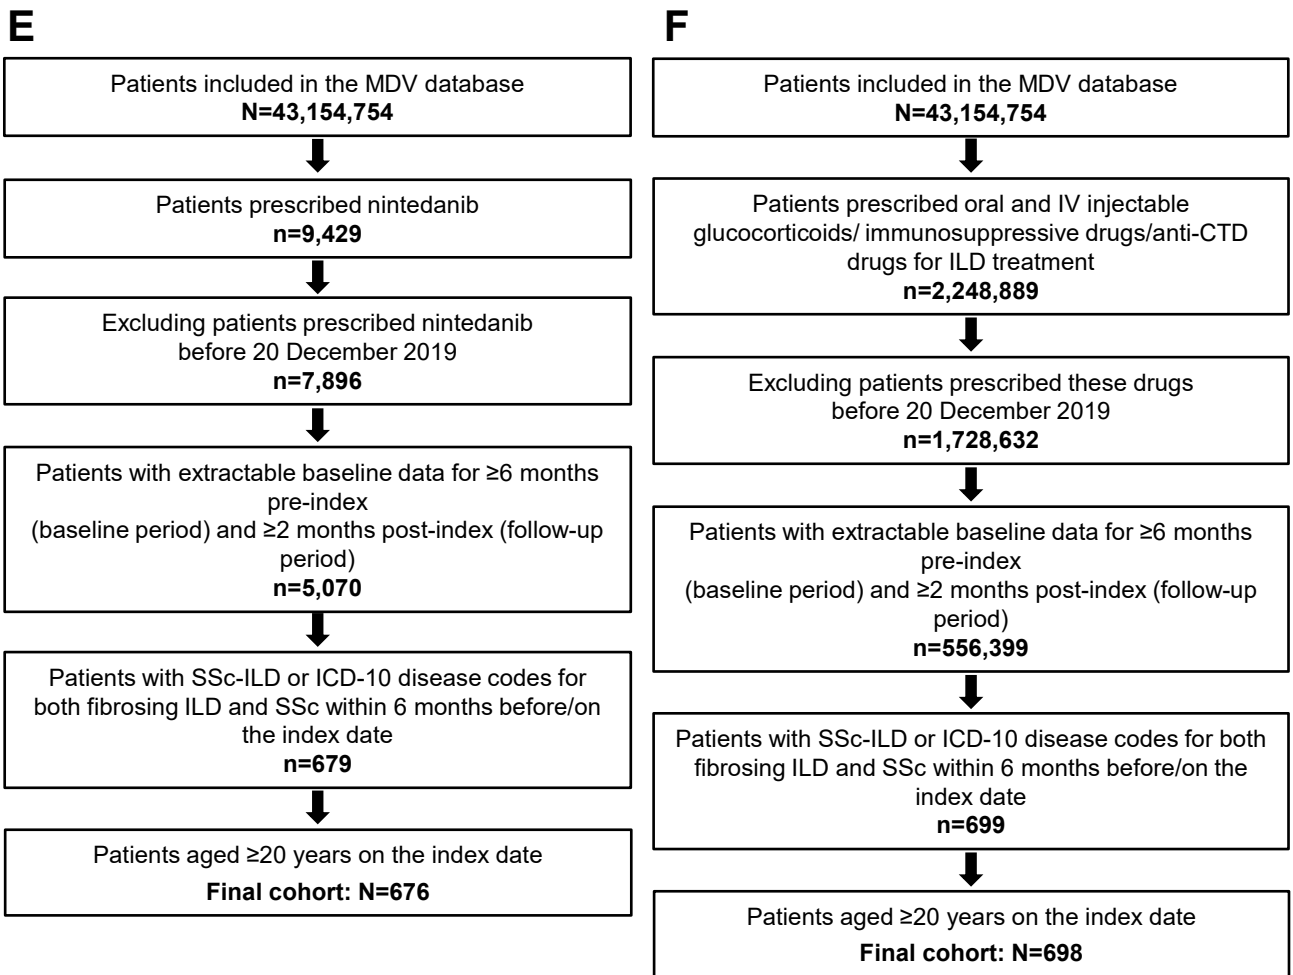 E
Patients included in the MDV database
N=43,154,754
Patients prescribed nintedanib
n=9,429
Excluding patients prescribed nintedanib
before 20 December 2019
n=7,896
Patients with extractable baseline data for ≥6 months
pre-index
(baseline period) and ≥2 months post-index (follow-up
period)
n=5,070
Patients with SSc-ILD or ICD-10 disease codes for
both fibrosing ILD and SSc within 6 months before/on
the index date
n=679
Patients aged ≥20 years on the index date
Final cohort: N=676
F
Patients included in the MDV database
N=43,154,754
Patients prescribed oral and IV injectable
glucocorticoids/ immunosuppressive drugs/anti-CTD
drugs for ILD treatment
n=2,248,889
Excluding patients prescribed these drugs
before 20 December 2019
n=1,728,632
Patients with extractable baseline data for ≥6 months
pre-index
(baseline period) and ≥2 months post-index (follow-up
period)
n=556,399
Patients with SSc-ILD or ICD-10 disease codes for both
fibrosing ILD and SSc within 6 months before/on the
index date
n=699
Patients aged ≥20 years on the index date
Final cohort: N=698